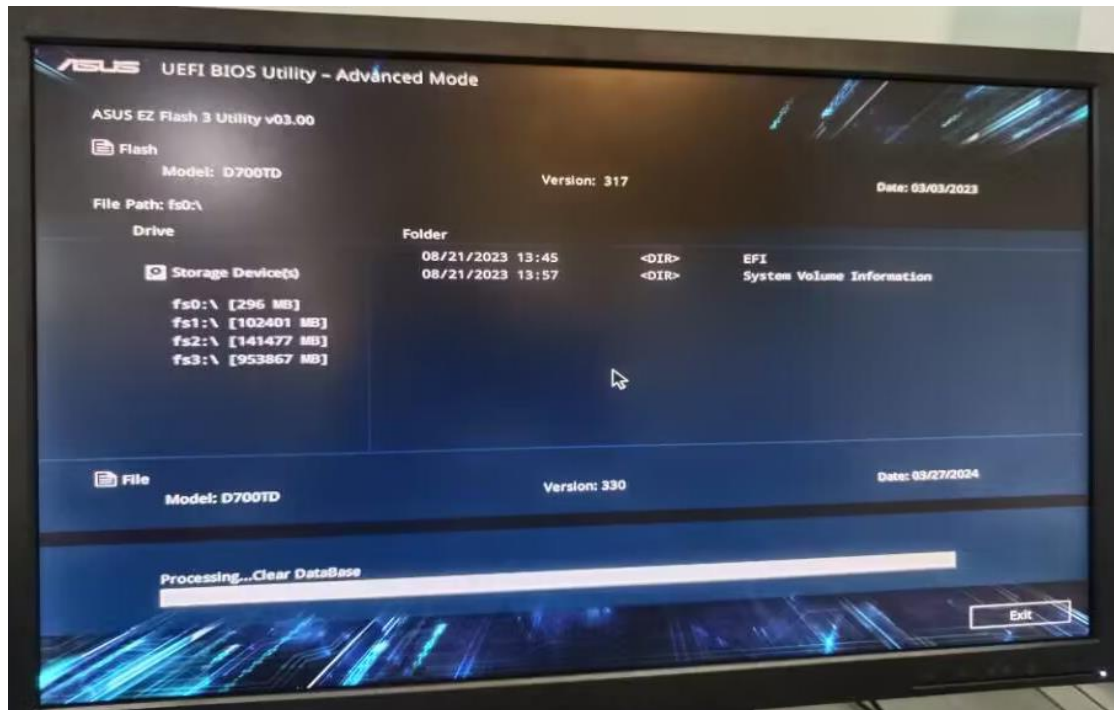 ASUS UEFI BIOS Utility – Advanced Mode
ASUS EZ Flash 3 Utility v03.00
Flash
Model: D700TD Version: 317 Date: 03/03/2023
File Path: fs0:\
Drive Folder
08/21/2023 13:45 <DIR> EFI
Storage Device(s) 08/21/2023 13:57 <DIR> System Volume Information
fs0:\ [296 MB]
fs1:\ [102401 MB]
fs2:\ [141477 MB]
fs3:\ [953867 MB]
File
Model: D700TD Version: 330 Date: 03/27/2024
Processing...Clear DataBase
Exit